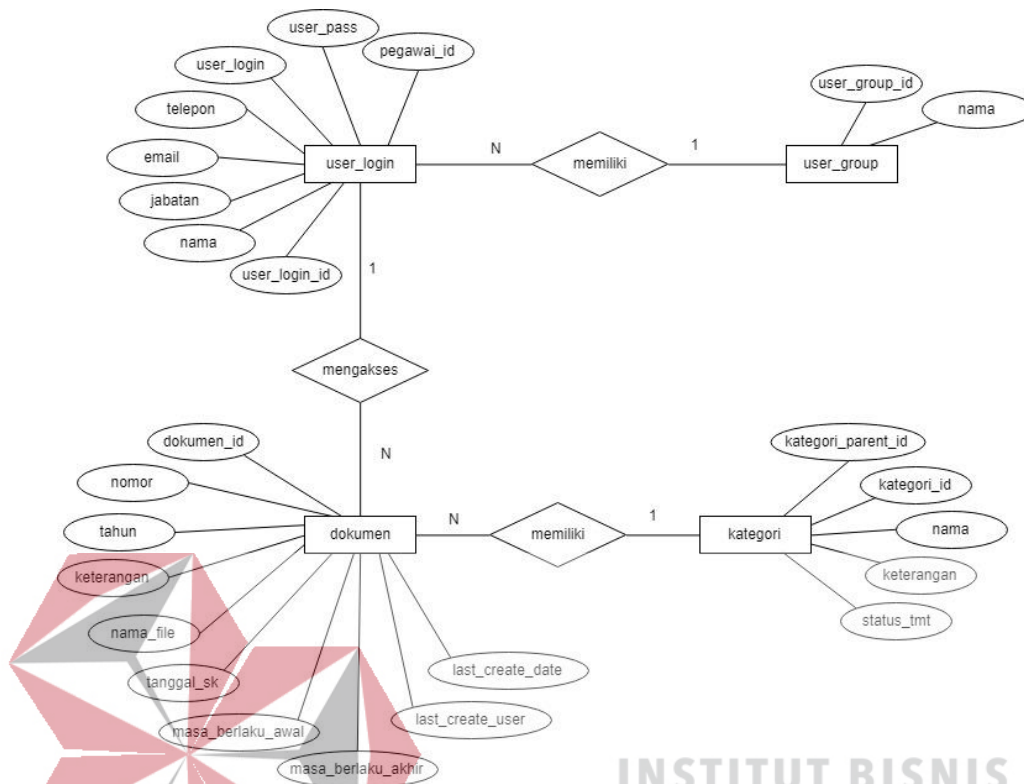 user_pass
pegawai_id
user_login
telepon
email
jabatan
nama
user_login_id
user_login
N
memiliki
1
user_group
user_group_id
nama
1
mengakses
N
dokumen_id
nomor
tahun
keterangan
nama_file
tanggal_sk
masa_berlaku_awal
masa_berlaku_akhir
last_create_user
last_create_date
dokumen
N
memiliki
1
kategori
kategori_parent_id
kategori_id
nama
keterangan
status_tmt
INSTITUT BISNIS